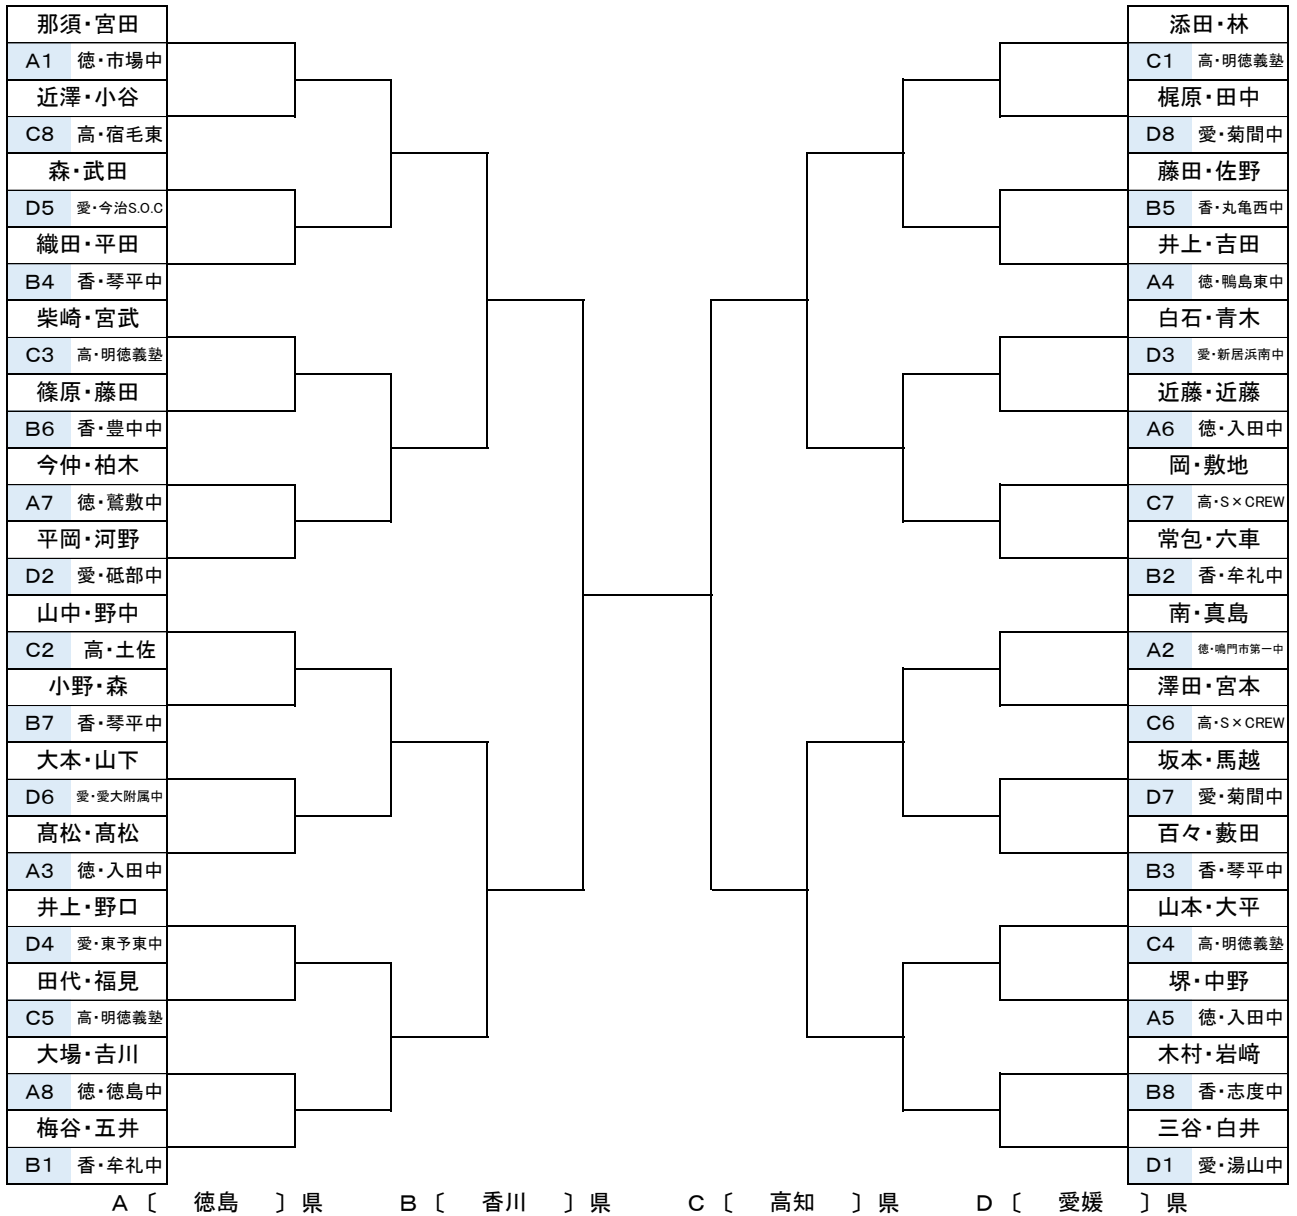 那須・宮田
A1 徳・市場中
近澤・小谷
C8 高・宿毛東
森・武田
D5 愛・今治S.O.C
織田・平田
B4 香・琴平中
柴崎・宮武
C3 高・明徳義塾
篠原・藤田
B6 香・豊中中
今仲・柏木
A7 徳・鷲敷中
平岡・河野
D2 愛・砥部中
山中・野中
C2 高・土佐
小野・森
B7 香・琴平中
大本・山下
D6 愛・愛大附属中
髙松・髙松
A3 徳・入田中
井上・野口
D4 愛・東予東中
田代・福見
C5 高・明徳義塾
大場・𠮷川
A8 徳・徳島中
梅谷・五井
B1 香・牟礼中
添田・林
C1 高・明徳義塾
梶原・田中
D8 愛・菊間中
藤田・佐野
B5 香・丸亀西中
井上・吉田
A4 徳・鴨島東中
白石・青木
D3 愛・新居浜南中
近藤・近藤
A6 徳・入田中
岡・敷地
C7 高・S×CREW
常包・六車
B2 香・牟礼中
南・真島
A2 徳・鳴門市第一中
澤田・宮本
C6 高・S×CREW
坂本・馬越
D7 愛・菊間中
百々・藪田
B3 香・琴平中
山本・大平
C4 高・明徳義塾
堺・中野
A5 徳・入田中
木村・岩﨑
B8 香・志度中
三谷・白井
D1 愛・湯山中
A 〔 徳島 〕県 B 〔 香川 〕県 C 〔 高知 〕県 D 〔 愛媛 〕県